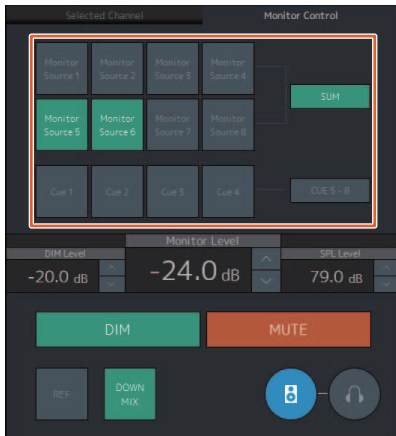 Selected Channel Monitor Control
Monitor Source 1 Monitor Source 2 Monitor Source 3 Monitor Source 4
SUM
Monitor Source 5 Monitor Source 6 Monitor Source 7 Monitor Source 8
Cue 1 Cue 2 Cue 3 Cue 4 CUE 5 - 8
Monitor Level
DIM Level SPL Level
-20.0 dB -24.0 dB 79.0 dB
DIM MUTE
REF DOWN MIX